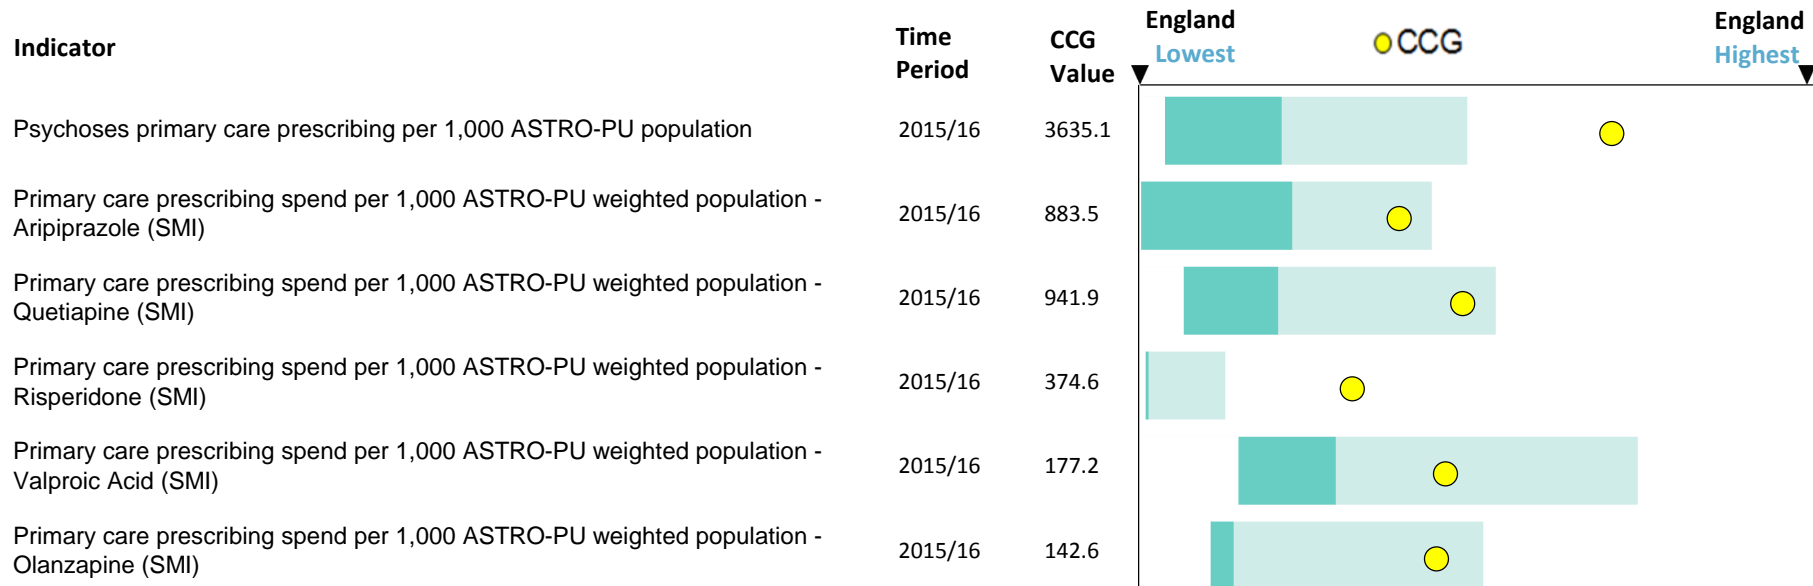 Indicator
Time Period
CCG Value
England Lowest
CCG
England Highest
Psychoses primary care prescribing per 1,000 ASTRO-PU population 2015/16 3635.1
Primary care prescribing spend per 1,000 ASTRO-PU weighted population -
Aripiprazole (SMI) 2015/16 883.5
Primary care prescribing spend per 1,000 ASTRO-PU weighted population -
Quetiapine (SMI) 2015/16 941.9
Primary care prescribing spend per 1,000 ASTRO-PU weighted population -
Risperidone (SMI) 2015/16 374.6
Primary care prescribing spend per 1,000 ASTRO-PU weighted population -
Valproic Acid (SMI) 2015/16 177.2
Primary care prescribing spend per 1,000 ASTRO-PU weighted population -
Olanzapine (SMI) 2015/16 142.6